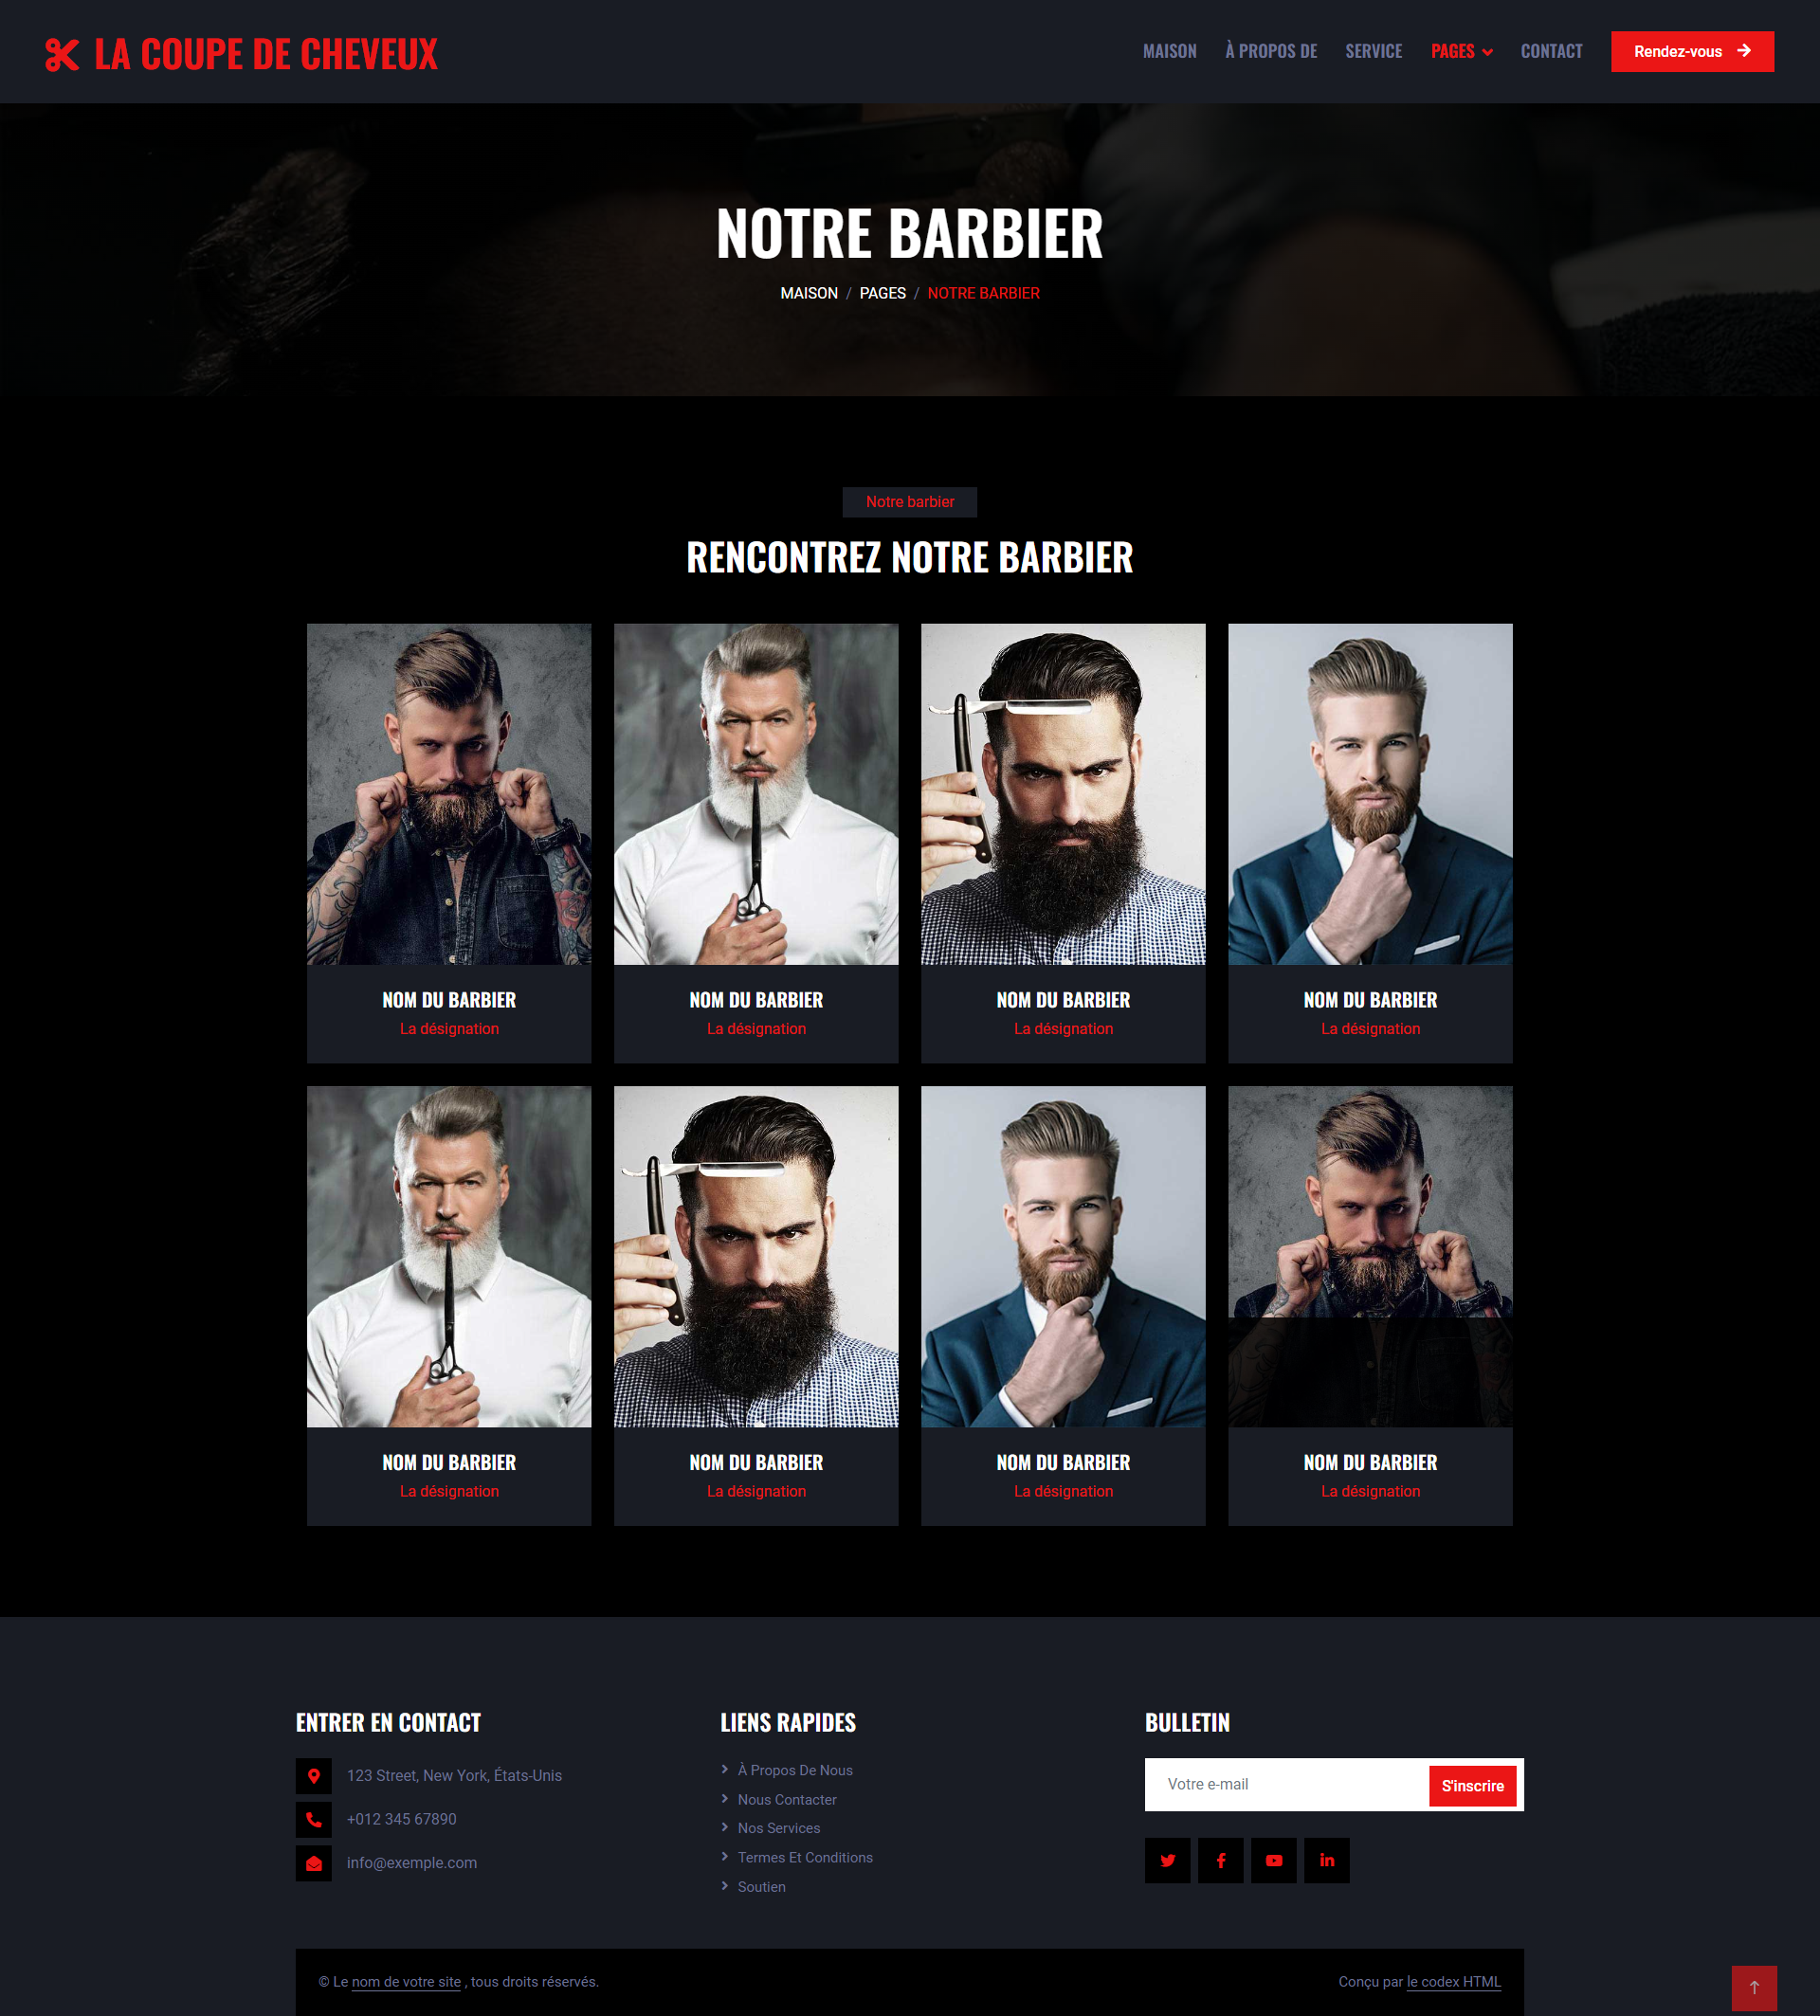 LA COUPE DE CHEVEUX
MAISON
À PROPOS DE
SERVICE
PAGES
CONTACT
Rendez-vous
NOTRE BARBIER
MAISON / PAGES / NOTRE BARBIER
Notre barbier
RENCONTREZ NOTRE BARBIER
NOM DU BARBIER
La désignation
NOM DU BARBIER
La désignation
NOM DU BARBIER
La désignation
NOM DU BARBIER
La désignation
NOM DU BARBIER
La désignation
NOM DU BARBIER
La désignation
NOM DU BARBIER
La désignation
NOM DU BARBIER
La désignation
ENTRER EN CONTACT
123 Street, New York, États-Unis
+012 345 67890
info@exemple.com
LIENS RAPIDES
À Propos De Nous
Nous Contacter
Nos Services
Termes Et Conditions
Soutien
BULLETIN
Votre e-mail
S'inscrire
© Le nom de votre site , tous droits réservés.
Conçu par le codex HTML